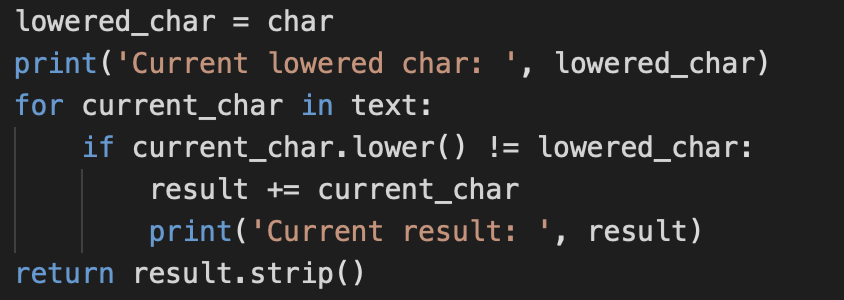 lowered_char = char
print('Current lowered char: ', lowered_char)
for current_char in text:
    if current_char.lower() != lowered_char:
        result += current_char
        print('Current result: ', result)
return result.strip()